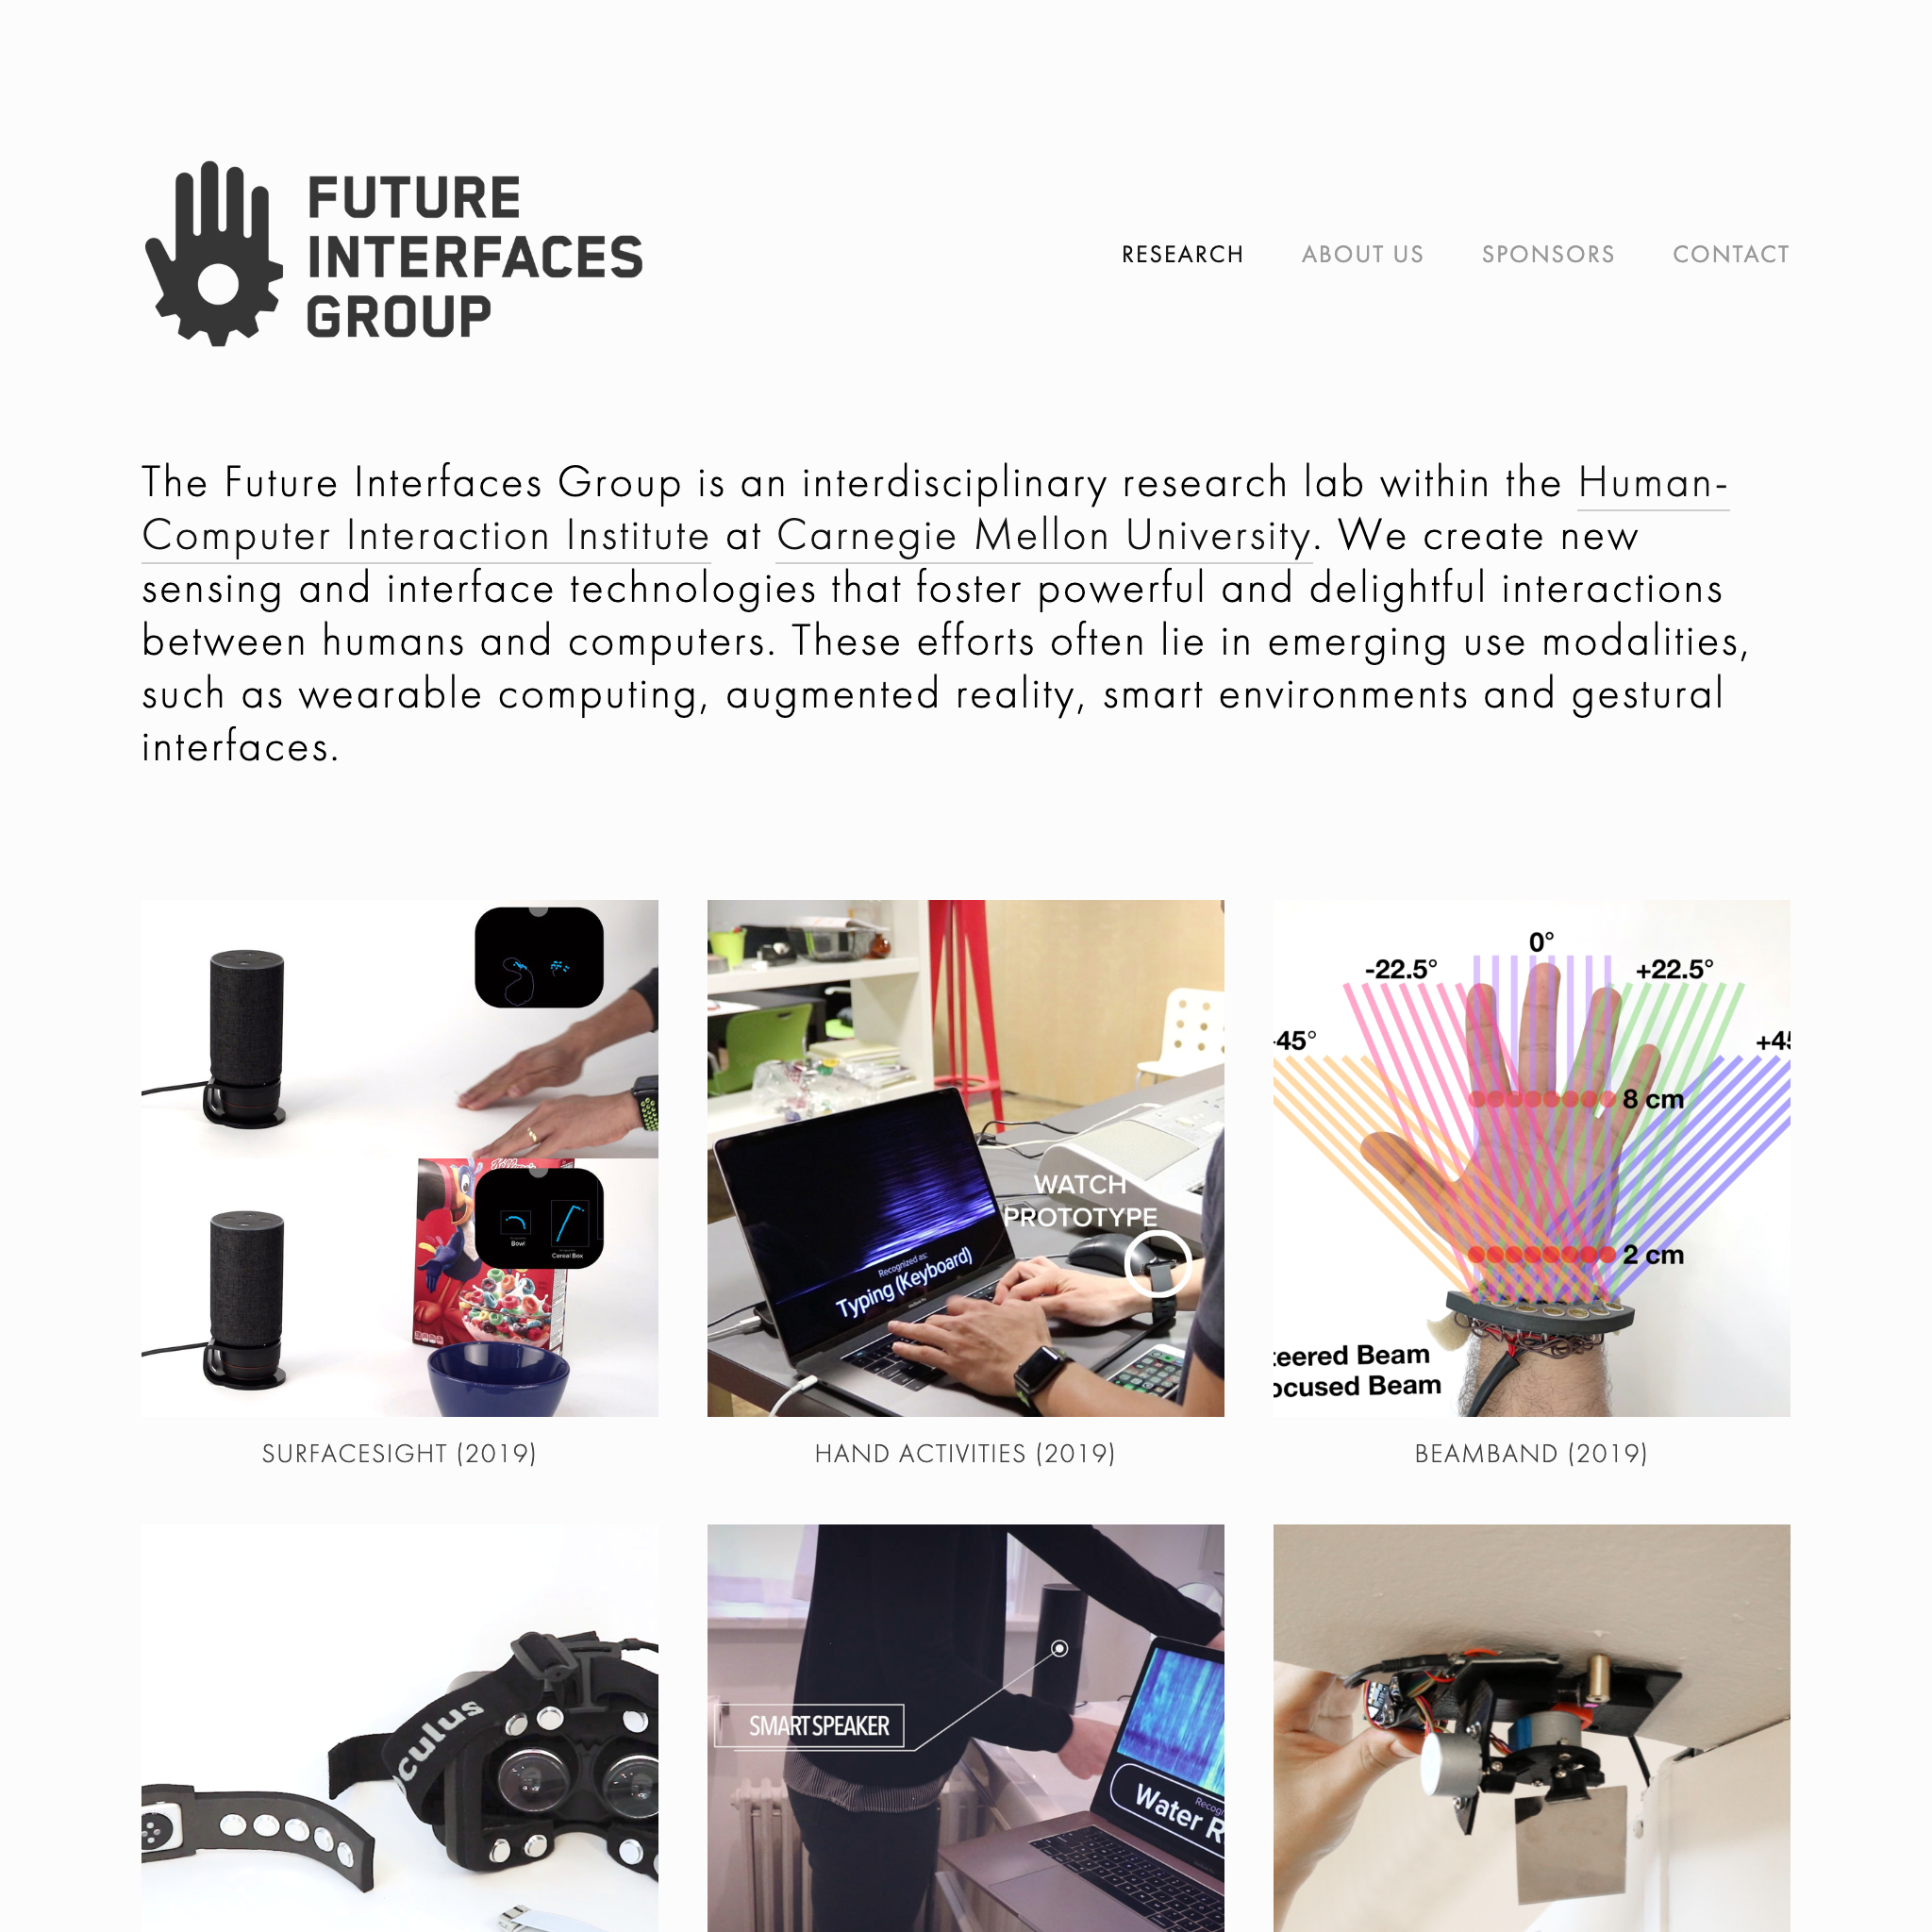 FUTURE
INTERFACES
GROUP
RESEARCH
ABOUT US
SPONSORS
CONTACT
The Future Interfaces Group is an interdisciplinary research lab within the Human-
Computer Interaction Institute at Carnegie Mellon University. We create new
sensing and interface technologies that foster powerful and delightful interactions
between humans and computers. These efforts often lie in emerging use modalities,
such as wearable computing, augmented reality, smart environments and gestural
interfaces.
Bowl
Cereal Box
WATCH
PROTOTYPE
Recognized as:
Typing (Keyboard)
0°
-22.5°
+22.5°
-45°
+45
8 cm
2 cm
teered Beam
ocused Beam
SURFACESIGHT (2019)
HAND ACTIVITIES (2019)
BEAMBAND (2019)
culus
SMART SPEAKER
Recogn
Water R